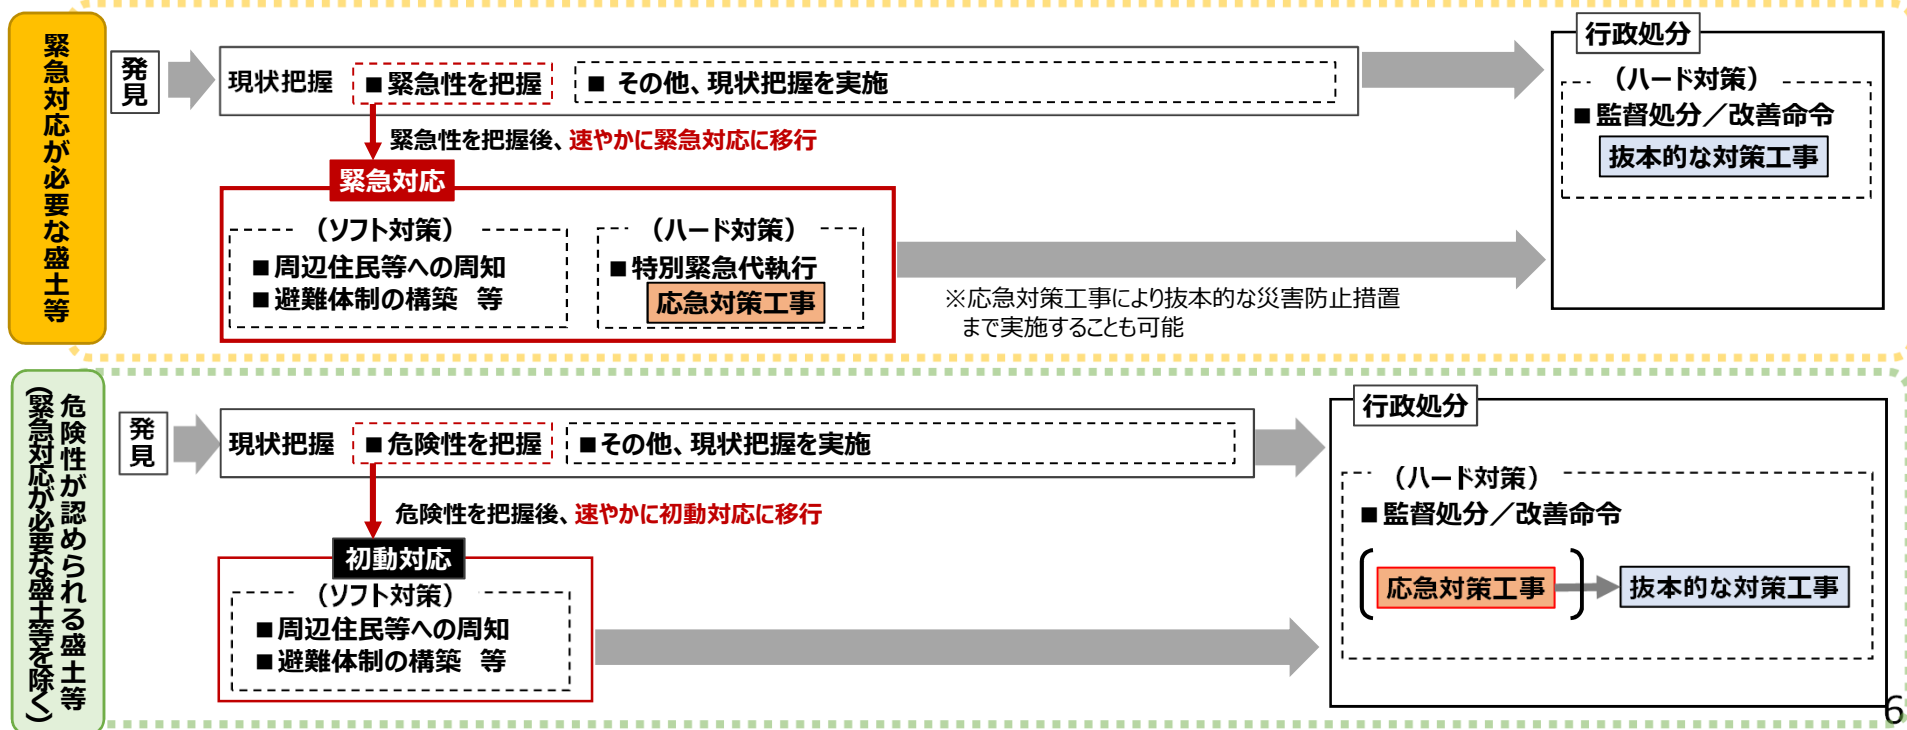 緊急対応が必要な盛土等
発見
現状把握
■緊急性を把握
■ その他、現状把握を実施
緊急性を把握後、速やかに緊急対応に移行
緊急対応
（ソフト対策）
■周辺住民等への周知
■避難体制の構築 等
（ハード対策）
■特別緊急代執行
応急対策工事
※応急対策工事により抜本的な災害防止措置
まで実施することも可能
行政処分
（ハード対策）
■監督処分／改善命令
抜本的な対策工事
危険性が認められる盛土等
（緊急対応が必要な盛土等を除く）
発見
現状把握
■危険性を把握
■その他、現状把握を実施
危険性を把握後、速やかに初動対応に移行
初動対応
（ソフト対策）
■周辺住民等への周知
■避難体制の構築 等
行政処分
（ハード対策）
■監督処分／改善命令
応急対策工事
抜本的な対策工事
6